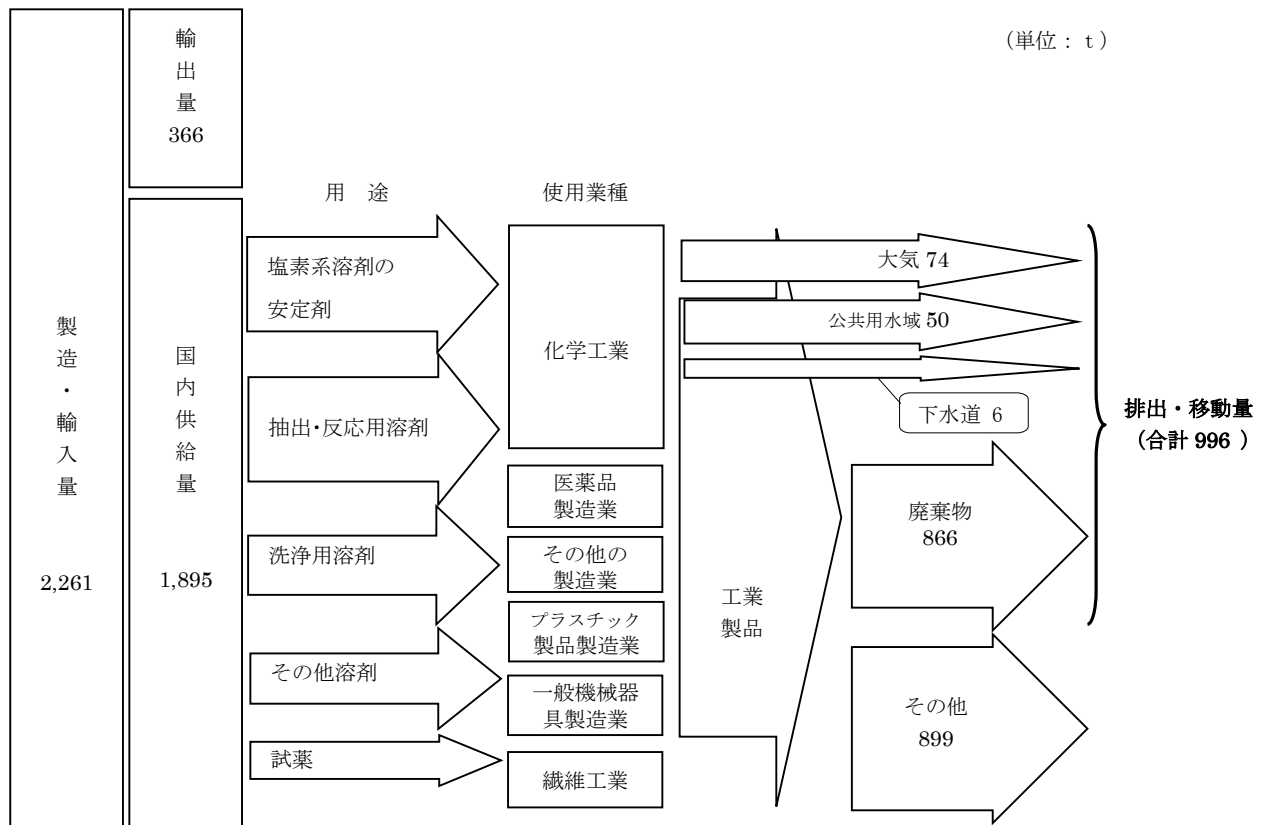 (単位：t)
輸出量
366
製造・輸入量
2,261
国内供給量
1,895
用　途
塩素系溶剤の
安定剤
抽出・反応用溶剤
洗浄用溶剤
その他溶剤
試薬
使用業種
化学工業
医薬品
製造業
その他の
製造業
プラスチック
製品製造業
一般機械器
具製造業
繊維工業
工業
製品
大気 74
公共用水域 50
下水道 6
廃棄物
866
その他
899
排出・移動量
（合計 996 ）